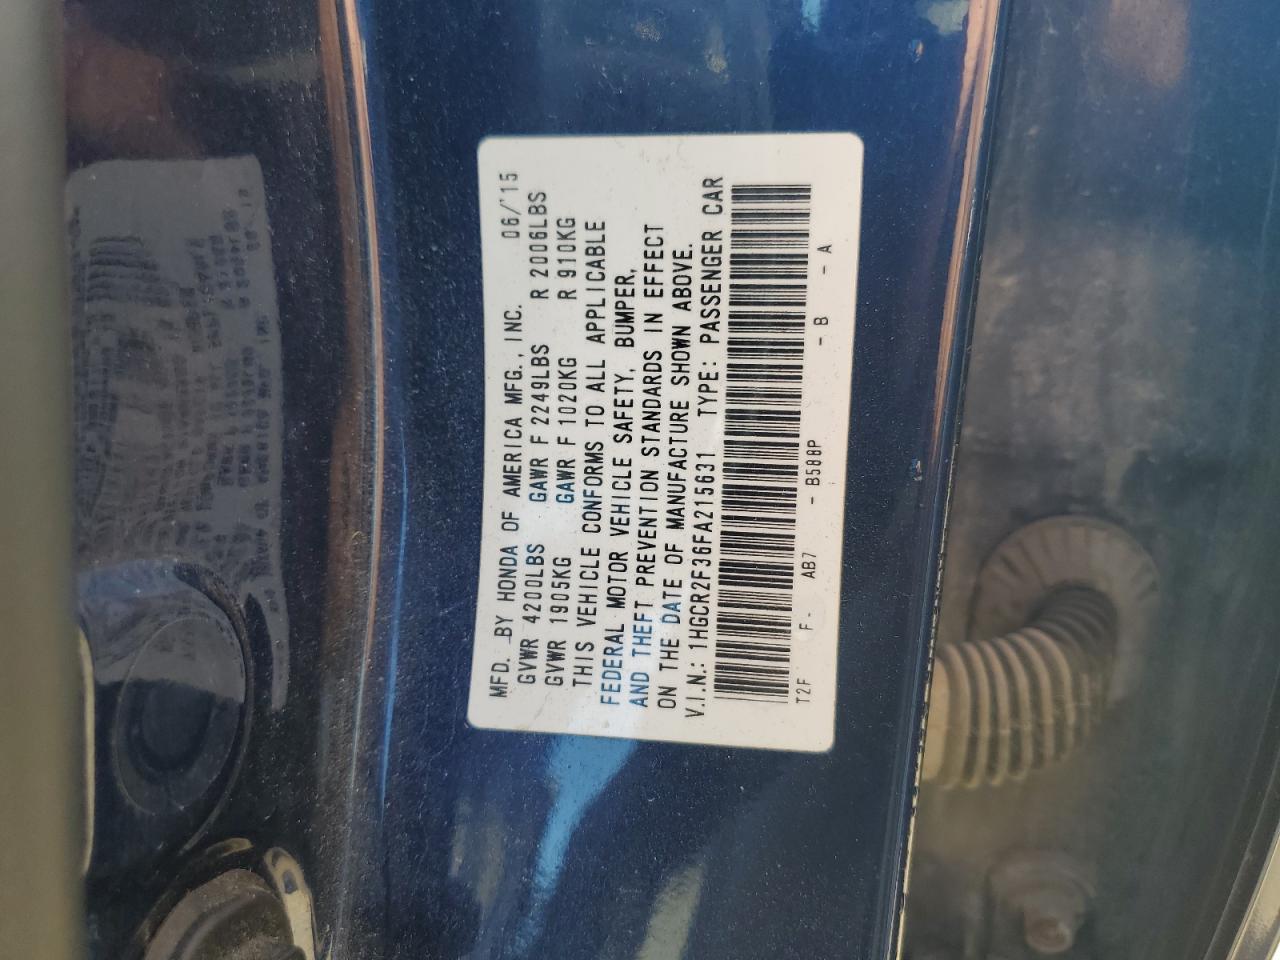 MFD. BY HONDA OF AMERICA MFG., INC. 06/'15
GVWR 4200LBS GAWR F 2249LBS R 2006LBS
GVWR 1905KG GAWR F 1020KG R 910KG
THIS VEHICLE CONFORMS TO ALL APPLICABLE
FEDERAL MOTOR VEHICLE SAFETY, BUMPER,
AND THEFT PREVENTION STANDARDS IN EFFECT
ON THE DATE OF MANUFACTURE SHOWN ABOVE.
V.I.N.: 1HGCR2F36FA215631 TYPE: PASSENGER CAR
T2F F- AB7 - B588P - B - A